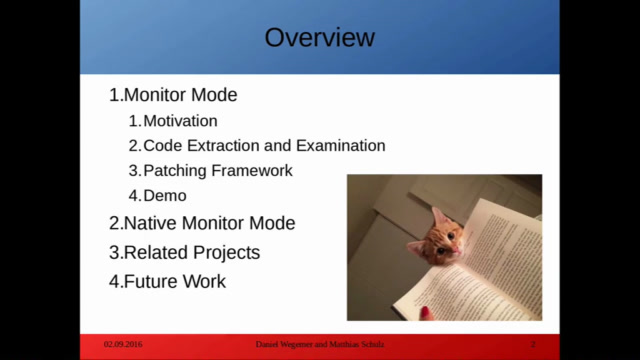 Overview
1.Monitor Mode
1.Motivation
2.Code Extraction and Examination
3.Patching Framework
4.Demo
2.Native Monitor Mode
3.Related Projects
4.Future Work
02.09.2016 Daniel Wegemer and Matthias Schulz 2